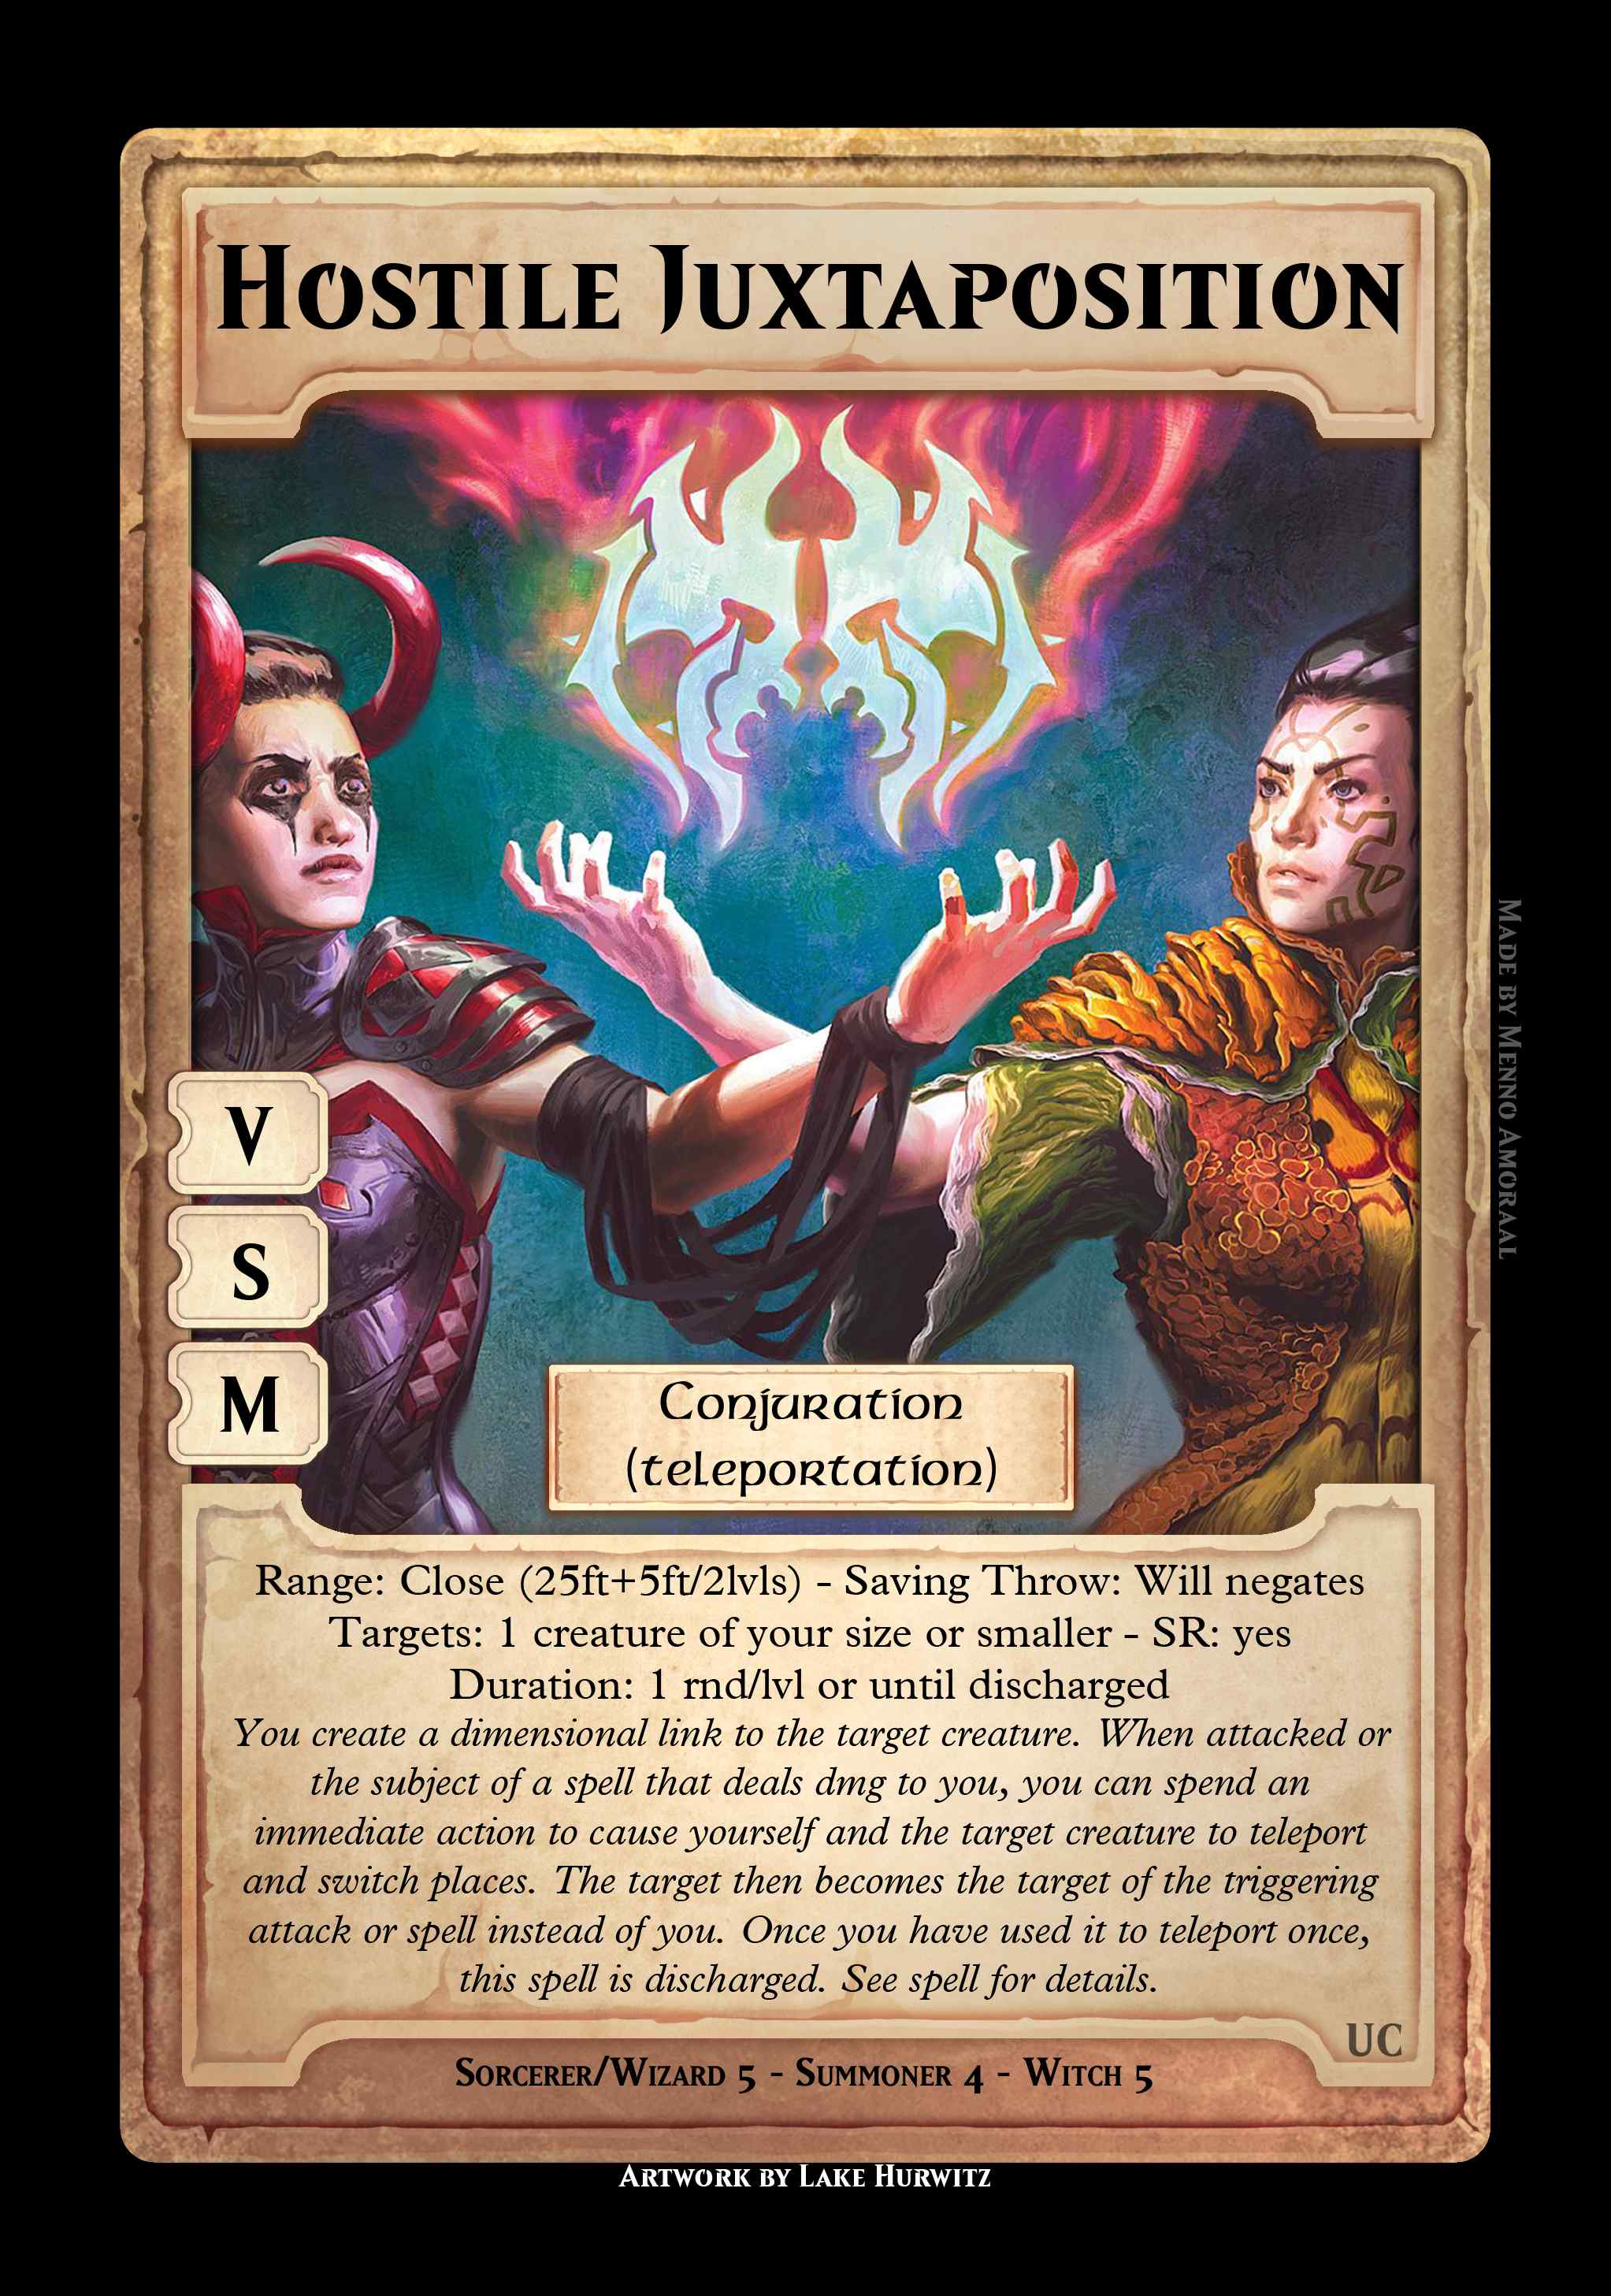 Hostile Juxtaposition
V
S
M
Conjuration
(teleportation)
Range: Close (25ft+5ft/2lvls) - Saving Throw: Will negates
Targets: 1 creature of your size or smaller - SR: yes
Duration: 1 rnd/lvl or until discharged
You create a dimensional link to the target creature. When attacked or
the subject of a spell that deals dmg to you, you can spend an
immediate action to cause yourself and the target creature to teleport
and switch places. The target then becomes the target of the triggering
attack or spell instead of you. Once you have used it to teleport once,
this spell is discharged. See spell for details.
UC
Sorcerer/Wizard 5 - Summoner 4 - Witch 5
Artwork by Lake Hurwitz
Made by Menno Amoraal